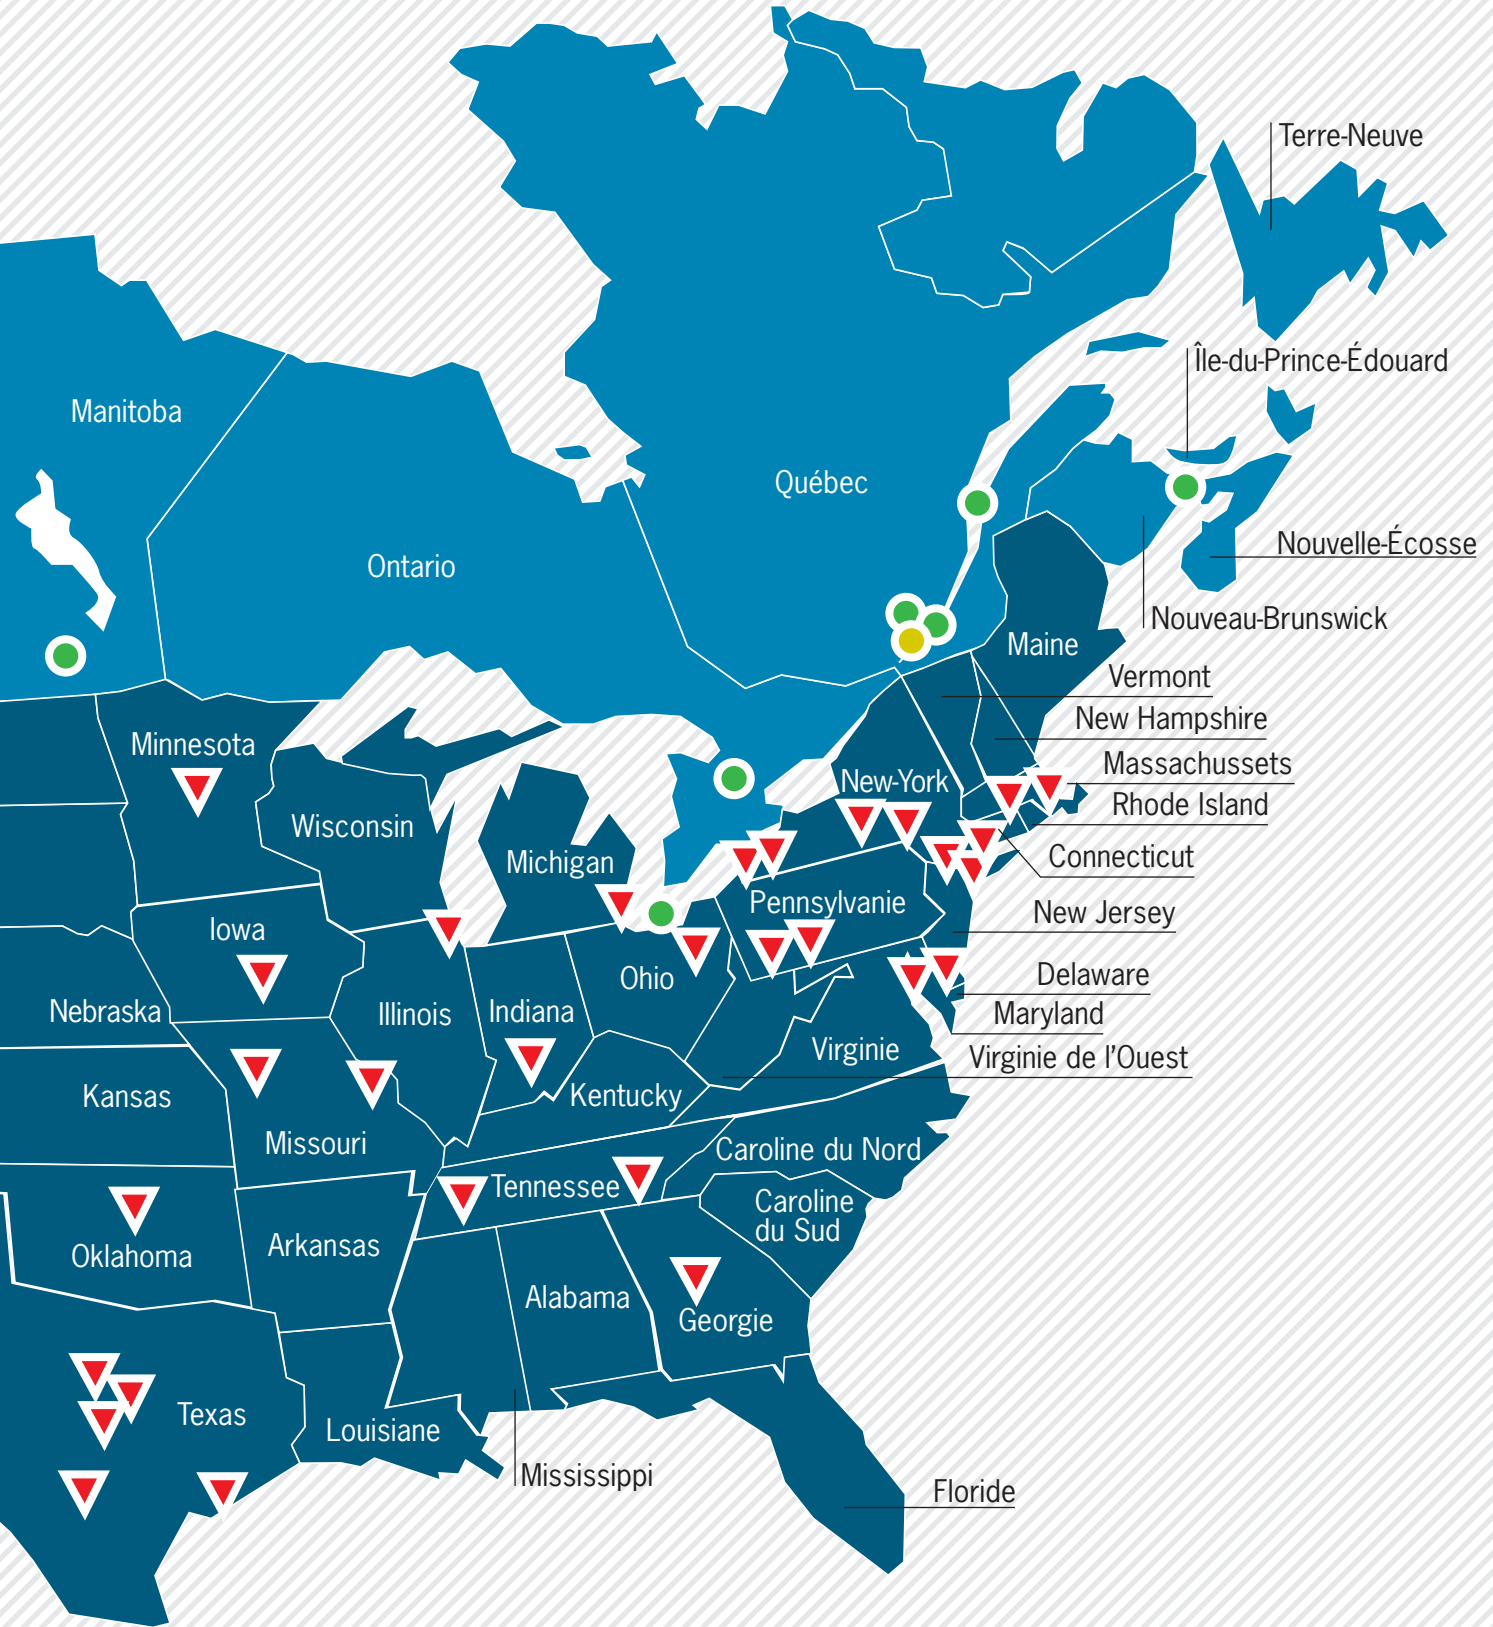 Terre-Neuve
Île-du-Prince-Édouard
Manitoba
Québec
Nouvelle-Écosse
Ontario
Nouveau-Brunswick
Maine
Vermont
New Hampshire
Minnesota
Massachussets
New-York
Rhode Island
Wisconsin
Connecticut
Michigan
Pennsylvanie
New Jersey
Iowa
Delaware
Ohio
Nebraska
Illinois
Indiana
Maryland
Virginie
Virginie de l'Ouest
Kansas
Kentucky
Missouri
Caroline du Nord
Tennessee
Caroline
du Sud
Oklahoma
Arkansas
Alabama
Georgie
Texas
Louisiane
Mississippi
Floride